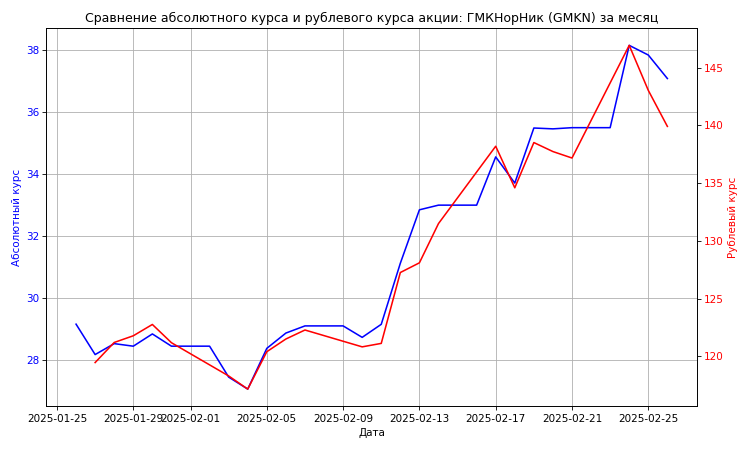 Сравнение абсолютного курса и рублевого курса акции: ГМКНорНик (GMKN) за месяц
38
36
34
32
30
28
Абсолютный курс
145
140
135
130
125
120
Рублевый курс
2025-01-25 2025-01-29 2025-02-01 2025-02-05 2025-02-09 2025-02-13 2025-02-17 2025-02-21 2025-02-25
Дата